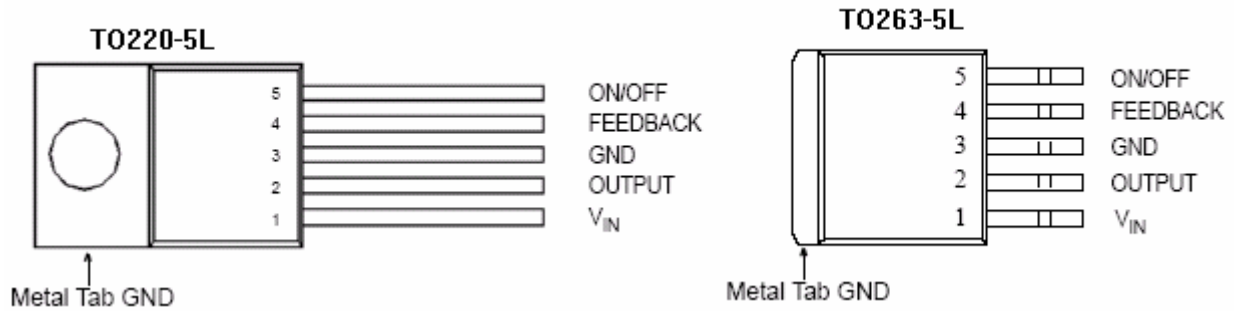 TO220-5L
5 ON/OFF
4 FEEDBACK
3 GND
2 OUTPUT
1 VIN
Metal Tab GND
TO263-5L
5 ON/OFF
4 FEEDBACK
3 GND
2 OUTPUT
1 VIN
Metal Tab GND